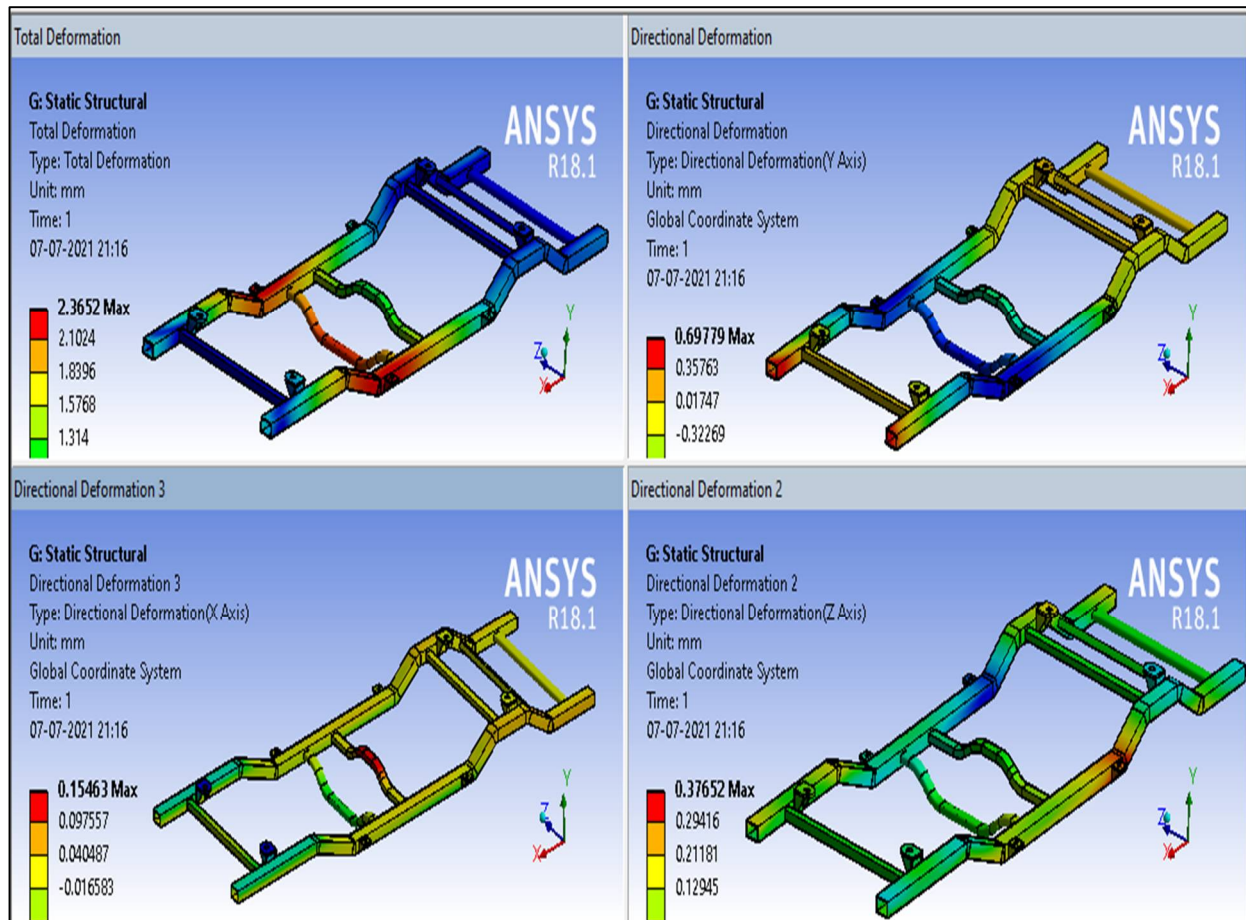 Total Deformation
G: Static Structural
Total Deformation
Type: Total Deformation
Unit: mm
Time: 1
07-07-2021 21:16
ANSYS
R18.1
2.3652 Max
2.1024
1.8396
1.5768
1.314
Y
Z
X
Directional Deformation
G: Static Structural
Directional Deformation
Type: Directional Deformation(Y Axis)
Unit: mm
Global Coordinate System
Time: 1
07-07-2021 21:16
ANSYS
R18.1
0.69779 Max
0.35763
0.01747
-0.32269
Y
Z
X
Directional Deformation 3
G: Static Structural
Directional Deformation 3
Type: Directional Deformation(X Axis)
Unit: mm
Global Coordinate System
Time: 1
07-07-2021 21:16
ANSYS
R18.1
0.15463 Max
0.097557
0.040487
-0.016583
Y
Z
X
Directional Deformation 2
G: Static Structural
Directional Deformation 2
Type: Directional Deformation(Z Axis)
Unit: mm
Global Coordinate System
Time: 1
07-07-2021 21:16
ANSYS
R18.1
0.37652 Max
0.29416
0.21181
0.12945
Y
Z
X